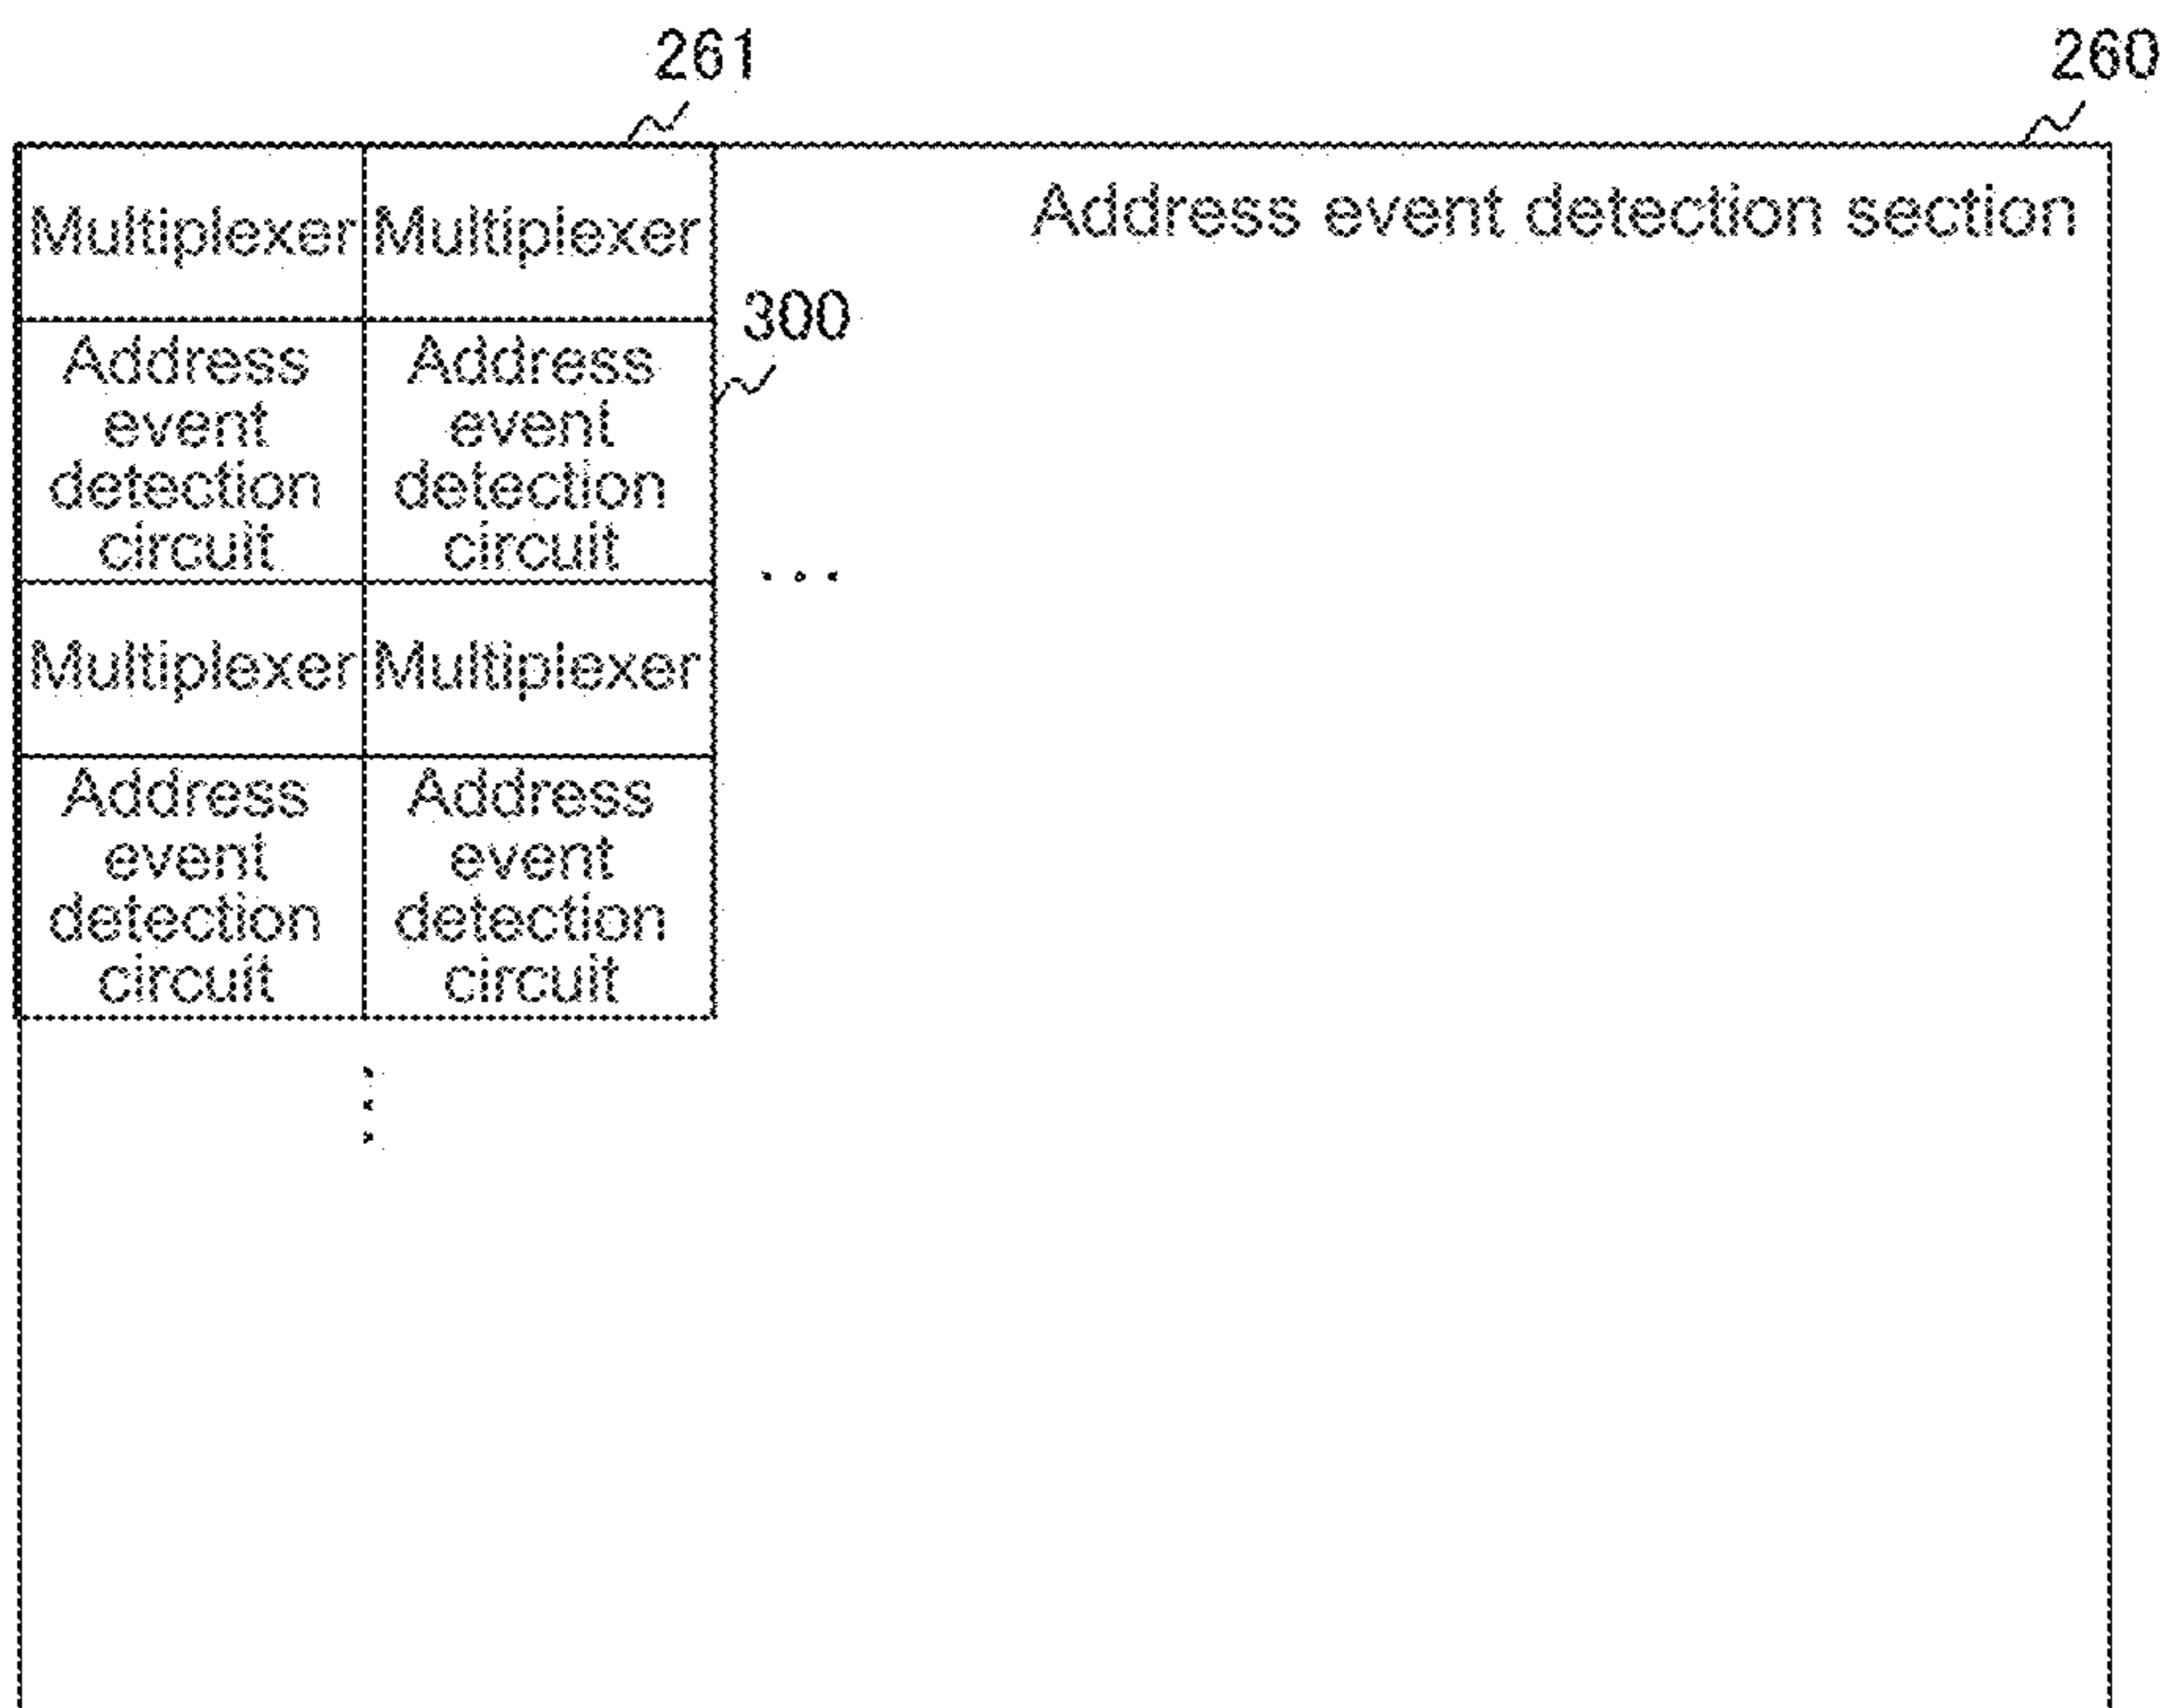 261
260
Multiplexer Multiplexer
Address event detection section
300
Address
event
detection
circuit
Address
event
detection
circuit
...
Multiplexer Multiplexer
Address
event
detection
circuit
Address
event
detection
circuit